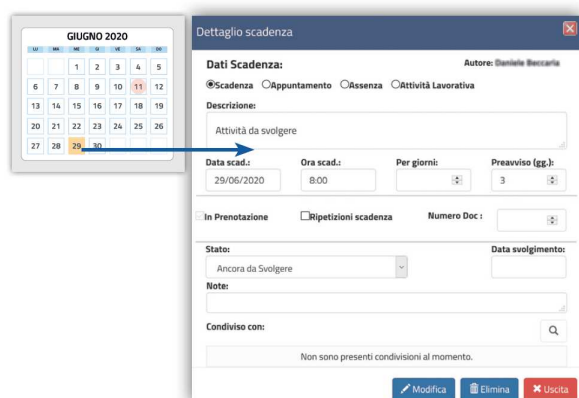 GIUGNO 2020
LU MA ME GI VE SA DO
1 2 3 4 5
6 7 8 9 10 11 12
13 14 15 16 17 18 19
20 21 22 23 24 25 26
27 28 29 30
Dettaglio scadenza
Dati Scadenza: Autore: Daniele Beccaria
Scadenza Appuntamento Assenza Attività Lavorativa
Descrizione:
Attività da svolgere
Data scad.: Ora scad.: Per giorni: Preavviso (gg.):
29/06/2020 8:00 3
In Prenotazione Ripetizioni scadenza Numero Doc :
Stato: Data svolgimento:
Ancora da Svolgere
Note:
Condiviso con:
Non sono presenti condivisioni al momento.
Modifica Elimina Uscita